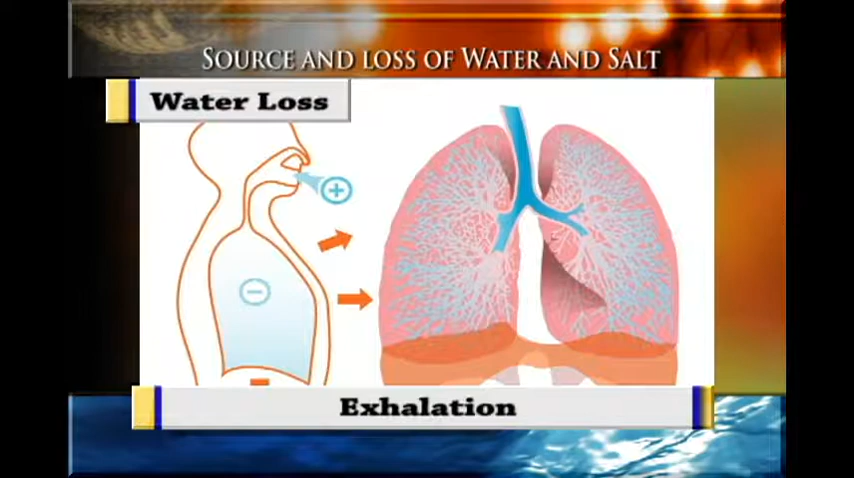 Source and loss of Water and Salt
Water Loss
+
−
Exhalation